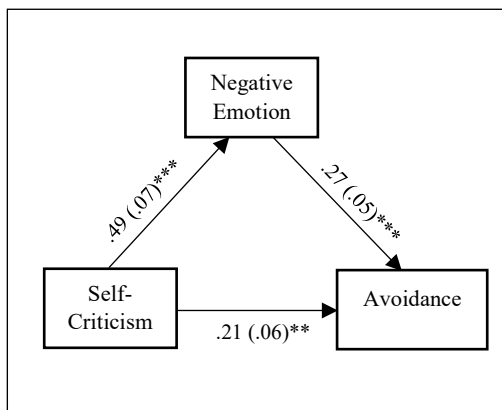 Negative
Emotion
.49 (.07)***
.27 (.05)***
Self-
Criticism
Avoidance
.21 (.06)**